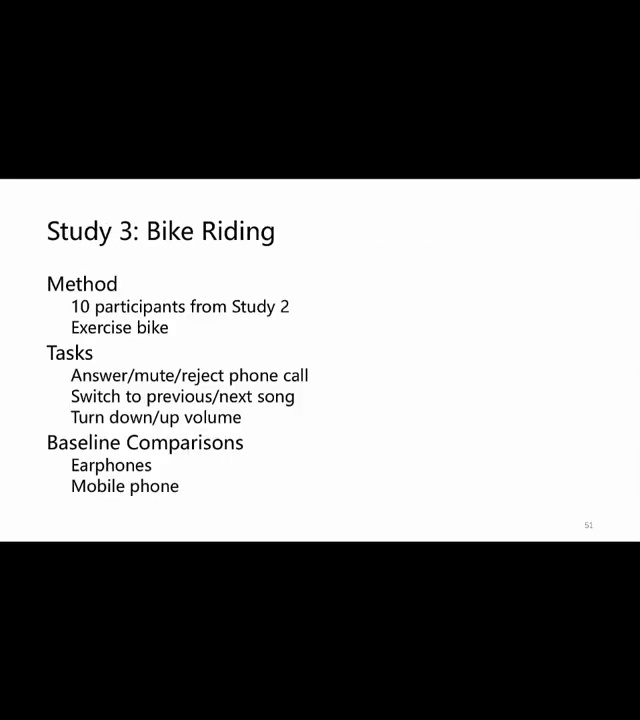 Study 3: Bike Riding
Method
10 participants from Study 2
Exercise bike
Tasks
Answer/mute/reject phone call
Switch to previous/next song
Turn down/up volume
Baseline Comparisons
Earphones
Mobile phone
51